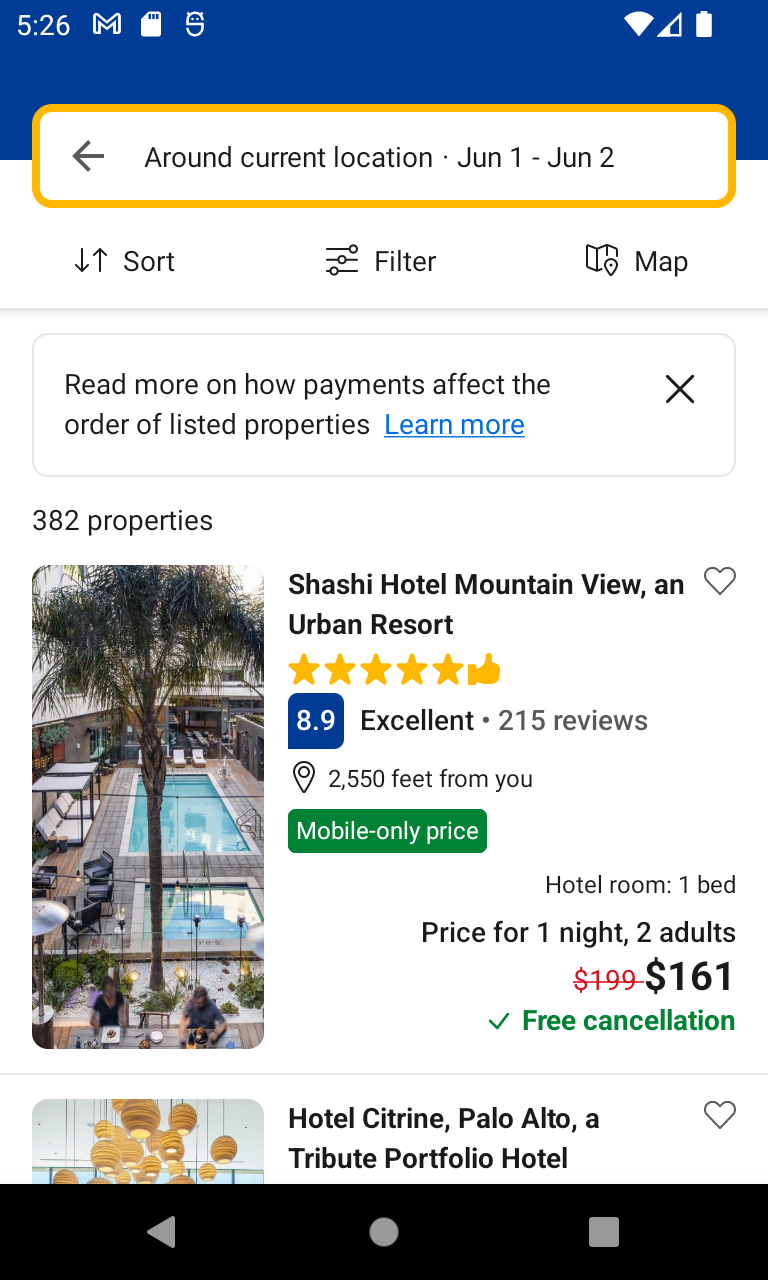 5:26
Around current location · Jun 1 - Jun 2
Sort
Filter
Map
Read more on how payments affect the
order of listed properties Learn more
382 properties
Shashi Hotel Mountain View, an
Urban Resort
8.9 Excellent • 215 reviews
2,550 feet from you
Mobile-only price
Hotel room: 1 bed
Price for 1 night, 2 adults
$199 $161
Free cancellation
Hotel Citrine, Palo Alto, a
Tribute Portfolio Hotel